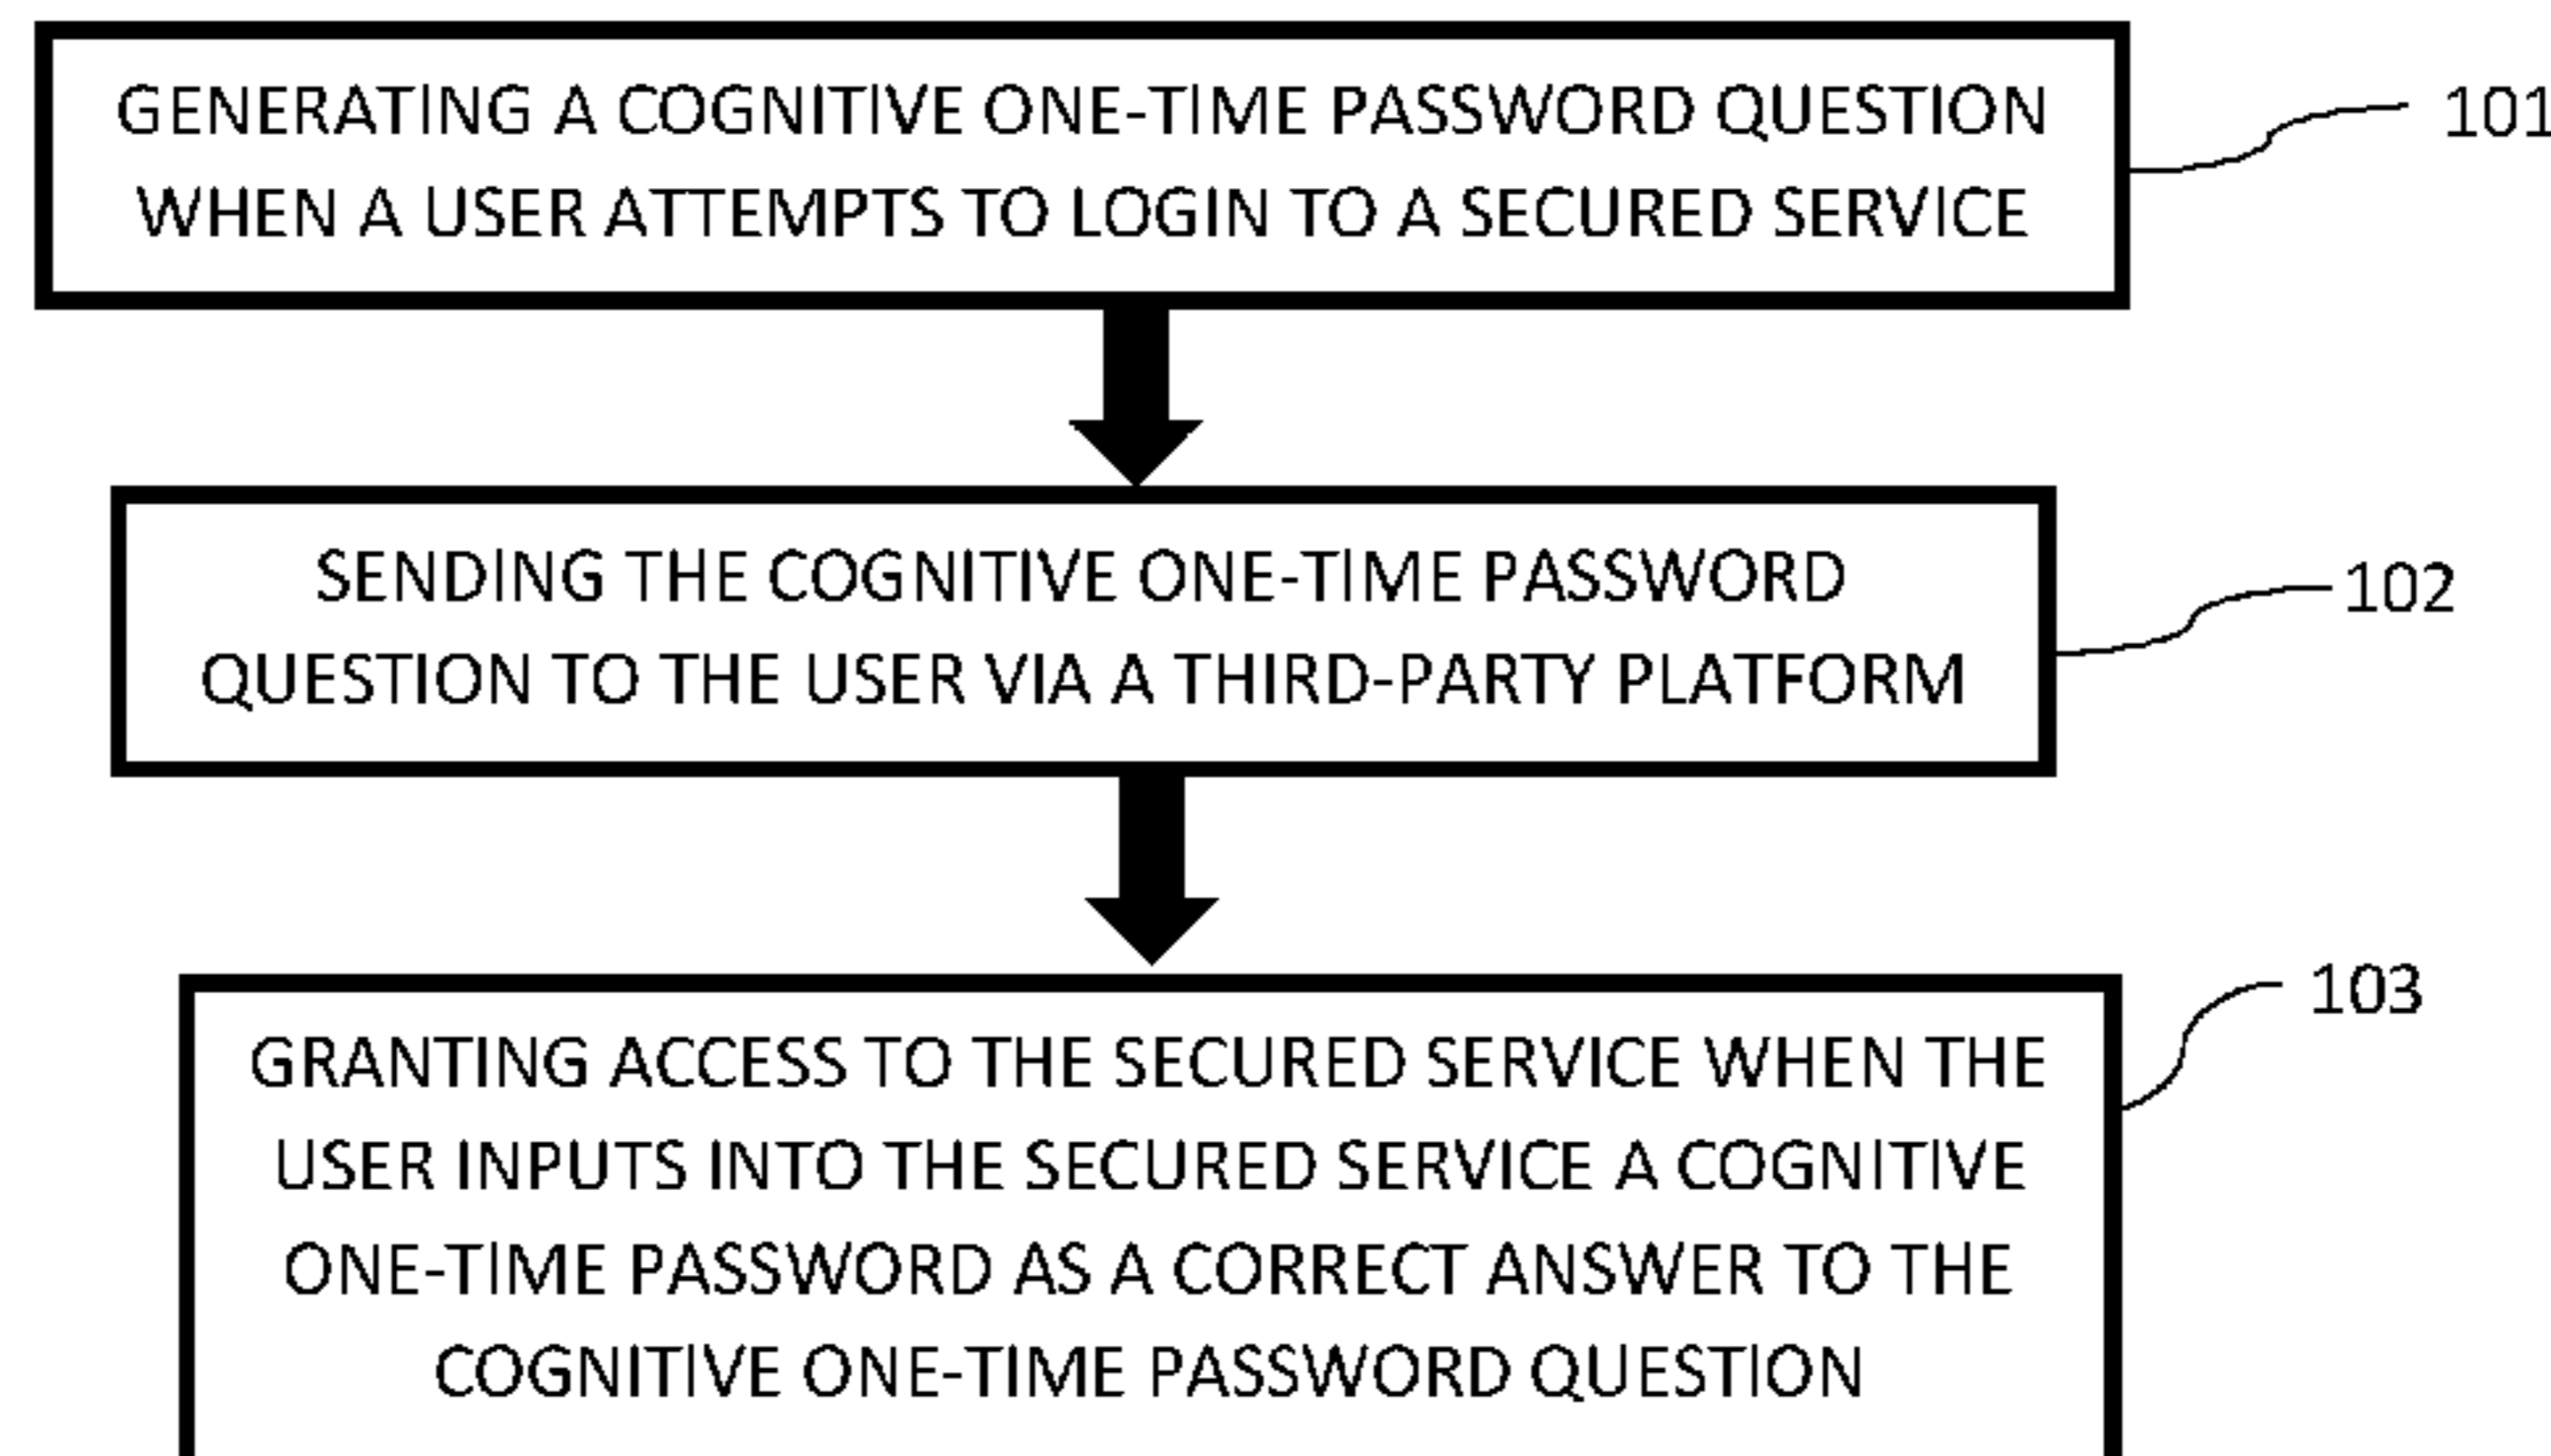 GENERATING A COGNITIVE ONE-TIME PASSWORD QUESTION
WHEN A USER ATTEMPTS TO LOGIN TO A SECURED SERVICE
101
SENDING THE COGNITIVE ONE-TIME PASSWORD
QUESTION TO THE USER VIA A THIRD-PARTY PLATFORM
102
GRANTING ACCESS TO THE SECURED SERVICE WHEN THE
USER INPUTS INTO THE SECURED SERVICE A COGNITIVE
ONE-TIME PASSWORD AS A CORRECT ANSWER TO THE
COGNITIVE ONE-TIME PASSWORD QUESTION
103